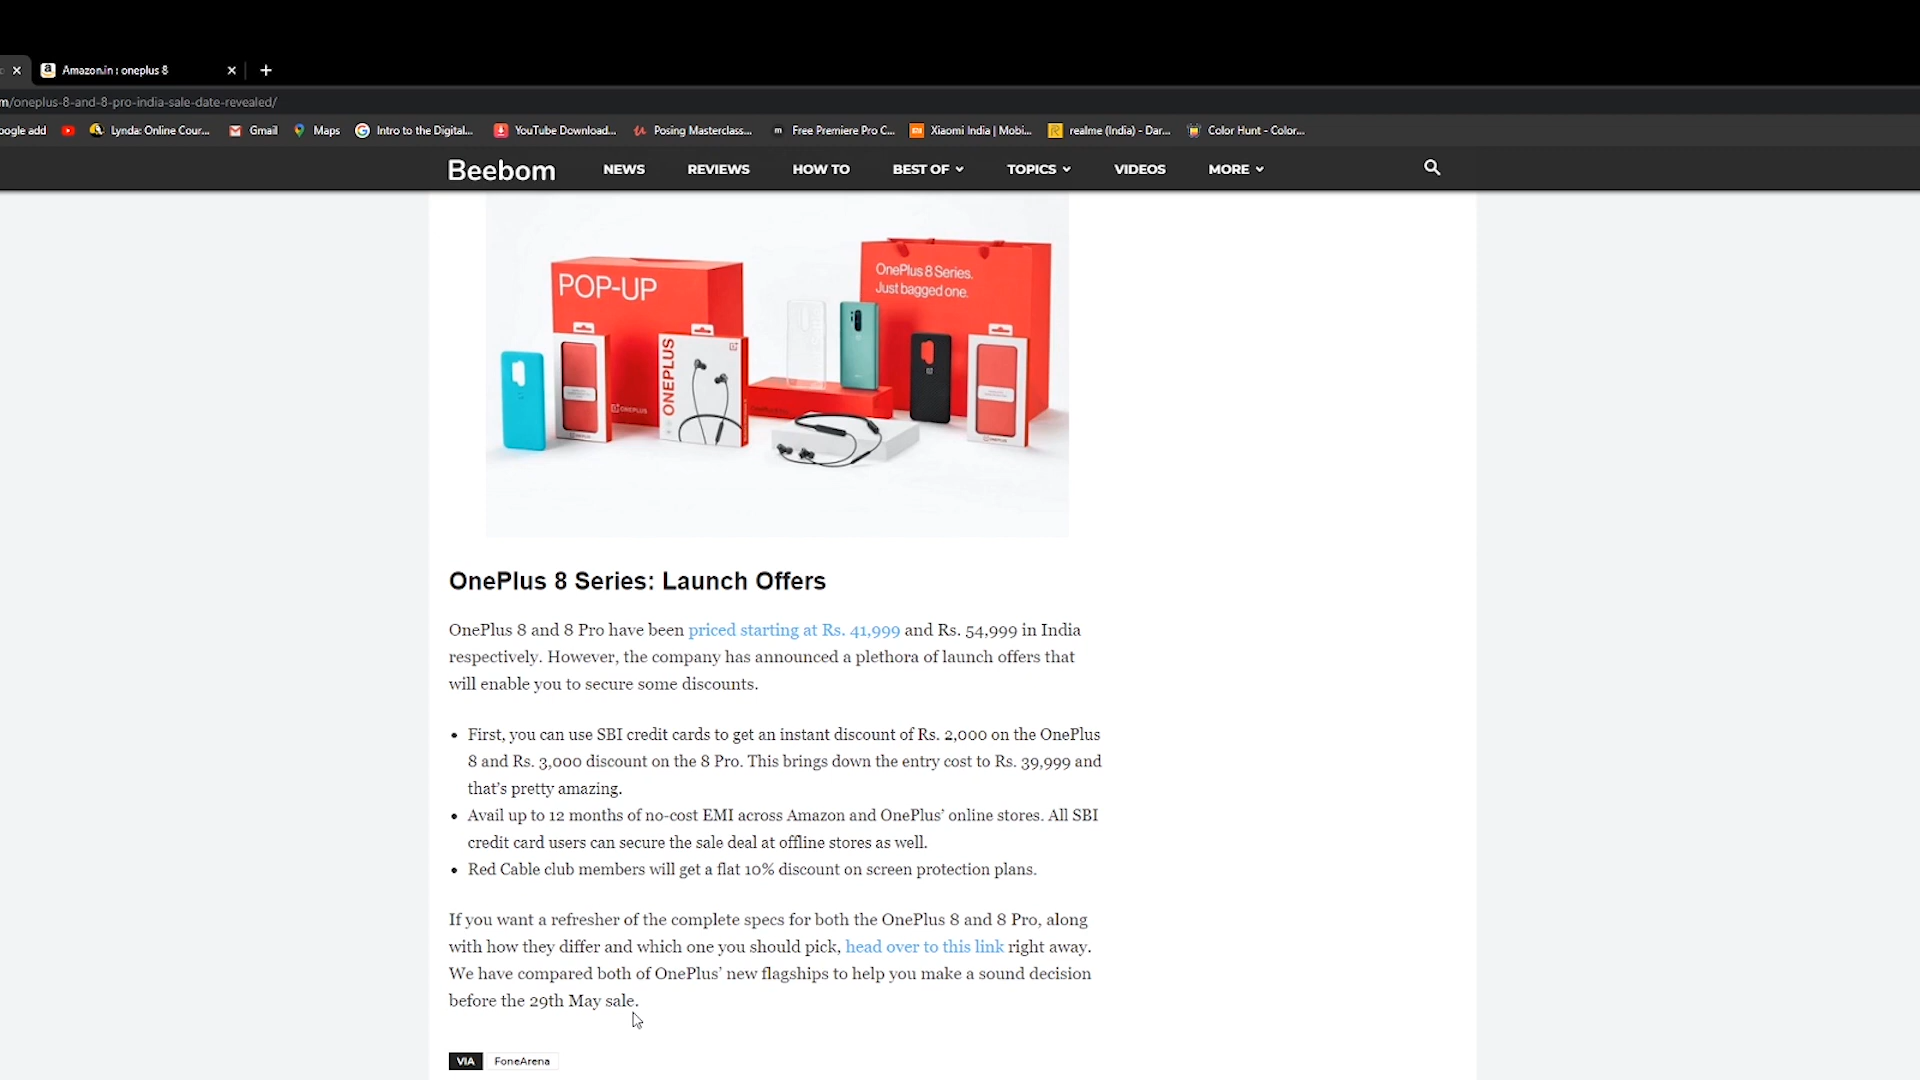 Amazon.in : oneplus 8
/oneplus-8-and-8-pro-india-sale-date-revealed/
oogle add
Lynda: Online Cour...
Gmail
Maps
Intro to the Digital...
YouTube Download...
Posing Masterclass...
Free Premiere Pro C...
Xiaomi India | Mobi...
realme (India) - Dar...
Color Hunt - Color...
Beebom
NEWS
REVIEWS
HOW TO
BEST OF
TOPICS
VIDEOS
MORE
POP-UP
OnePlus 8 Series.
Just bagged one.
ONEPLUS
ONEPLUS
OnePlus 8 Series: Launch Offers
OnePlus 8 and 8 Pro have been priced starting at Rs. 41,999 and Rs. 54,999 in India
respectively. However, the company has announced a plethora of launch offers that
will enable you to secure some discounts.
• First, you can use SBI credit cards to get an instant discount of Rs. 2,000 on the OnePlus
8 and Rs. 3,000 discount on the 8 Pro. This brings down the entry cost to Rs. 39,999 and
that's pretty amazing.
• Avail up to 12 months of no-cost EMI across Amazon and OnePlus' online stores. All SBI
credit card users can secure the sale deal at offline stores as well.
• Red Cable club members will get a flat 10% discount on screen protection plans.
If you want a refresher of the complete specs for both the OnePlus 8 and 8 Pro, along
with how they differ and which one you should pick, head over to this link right away.
We have compared both of OnePlus' new flagships to help you make a sound decision
before the 29th May sale.
VIA FoneArena